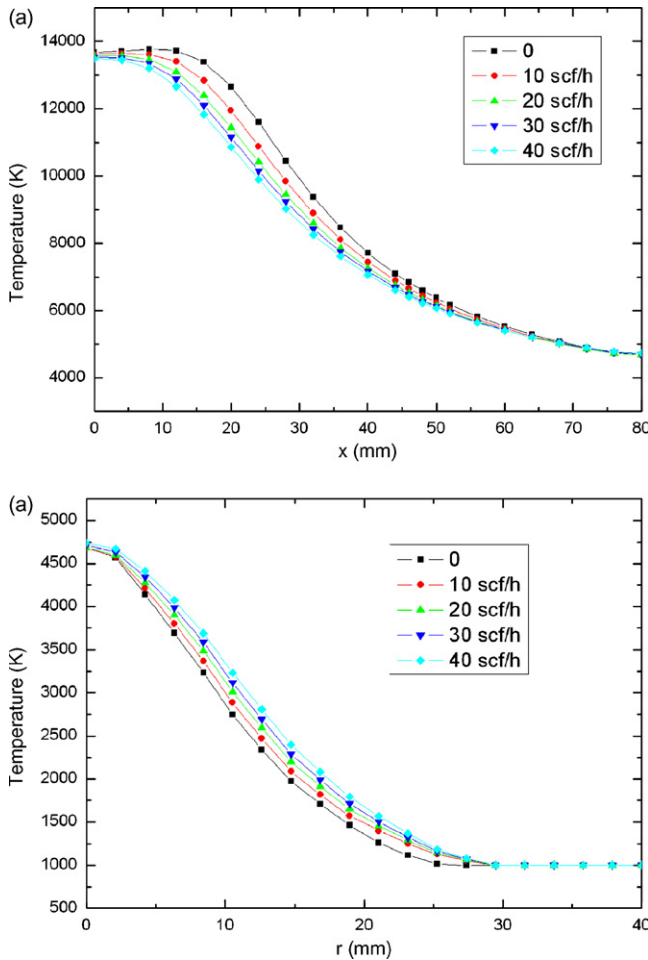 (a)
14000
12000
10000
8000
6000
4000
Temperature (K)
0
10 scf/h
20 scf/h
30 scf/h
40 scf/h
0 10 20 30 40 50 60 70 80
x (mm)
(a)
5000
4500
4000
3500
3000
2500
2000
1500
1000
500
Temperature (K)
0
10 scf/h
20 scf/h
30 scf/h
40 scf/h
0 10 20 30 40
r (mm)